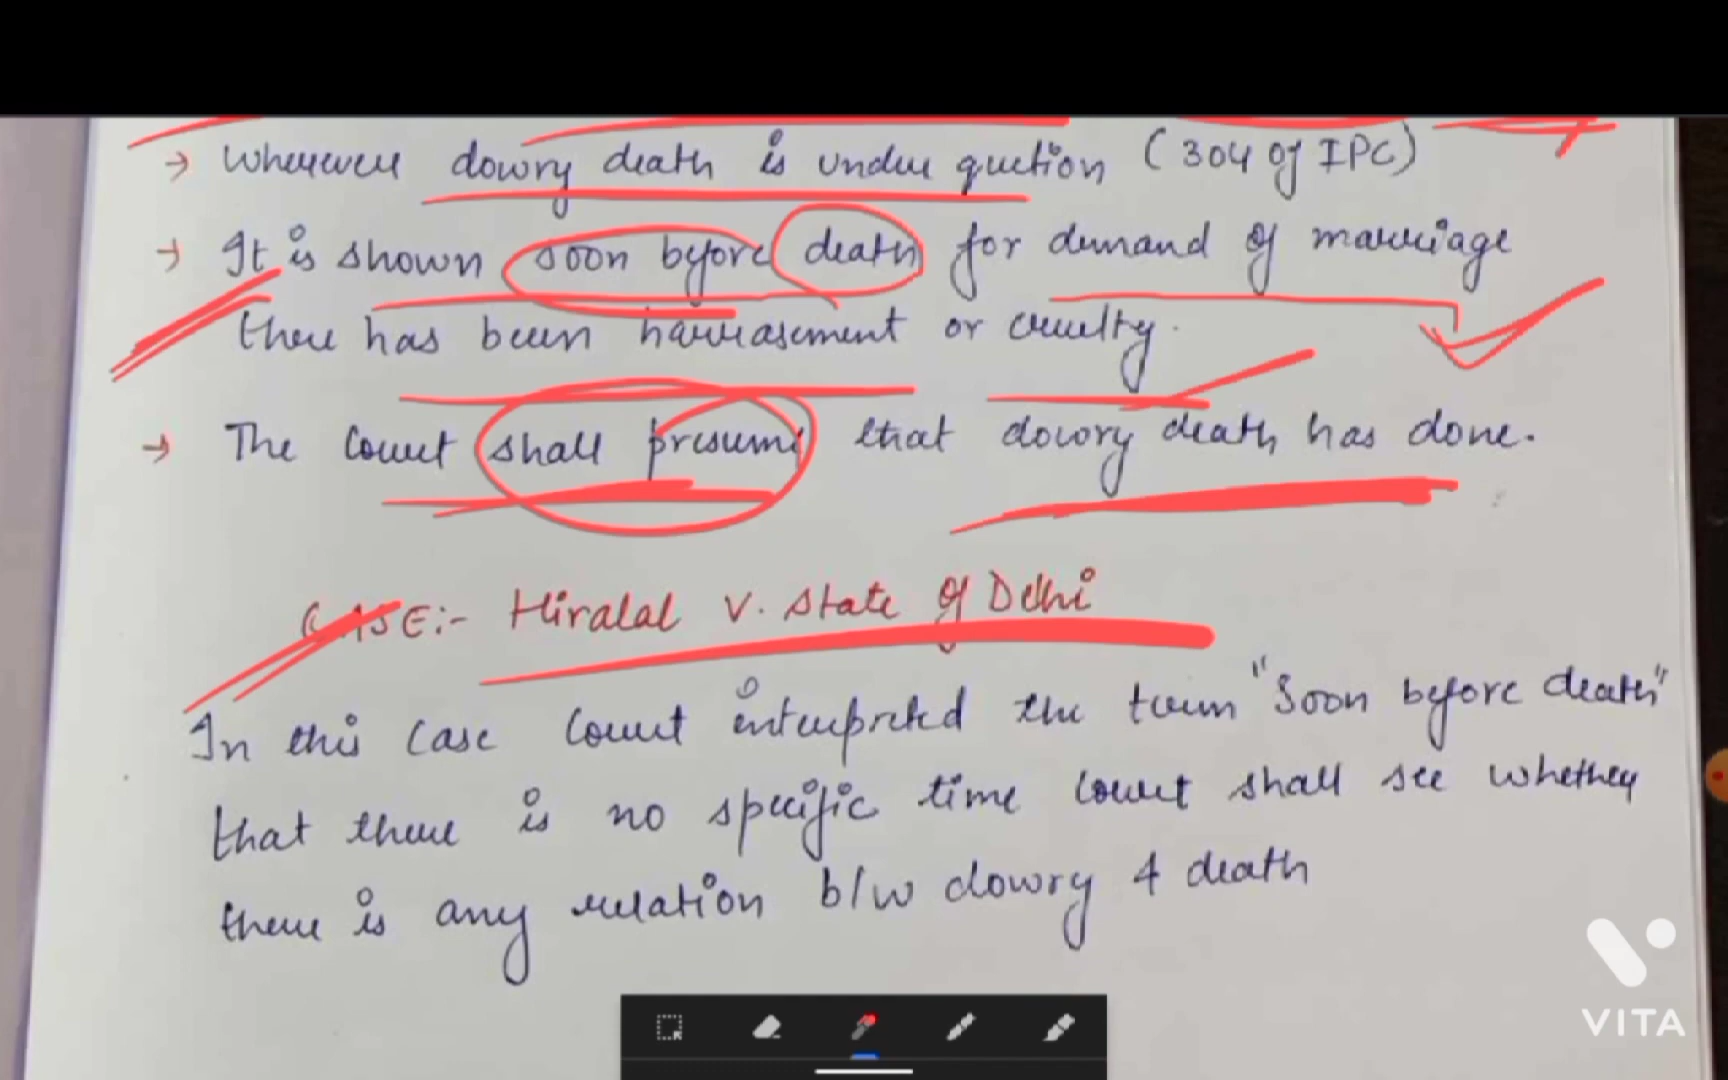 → Wherever dowry death is under quetion (304 of IPC)
→ It is shown soon before death for demand of marriage
there has been harrasement or cruelty.
→ The Court shall presume that dowry death has done.
CASE:- Hiralal V. State of Delhi
In this case Court interpreted the term "Soon before death"
that there is no specific time Court shall see whether
there is any relation b/w dowry & death
VITA